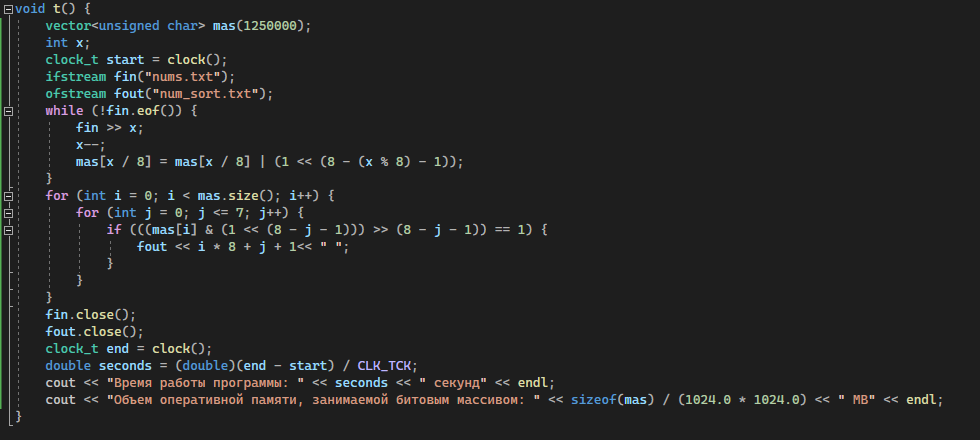 void t() {
    vector<unsigned char> mas(1250000);
    int x;
    clock_t start = clock();
    ifstream fin("nums.txt");
    ofstream fout("num_sort.txt");
    while (!fin.eof()) {
        fin >> x;
        x--;
        mas[x / 8] = mas[x / 8] | (1 << (8 - (x % 8) - 1));
    }
    for (int i = 0; i < mas.size(); i++) {
        for (int j = 0; j <= 7; j++) {
            if (((mas[i] & (1 << (8 - j - 1))) >> (8 - j - 1)) == 1) {
                fout << i * 8 + j + 1<< " ";
            }
        }
    }
    fin.close();
    fout.close();
    clock_t end = clock();
    double seconds = (double)(end - start) / CLK_TCK;
    cout << "Время работы программы: " << seconds << " секунд" << endl;
    cout << "Объем оперативной памяти, занимаемой битовым массивом: " << sizeof(mas) / (1024.0 * 1024.0) << " MB" << endl;
}